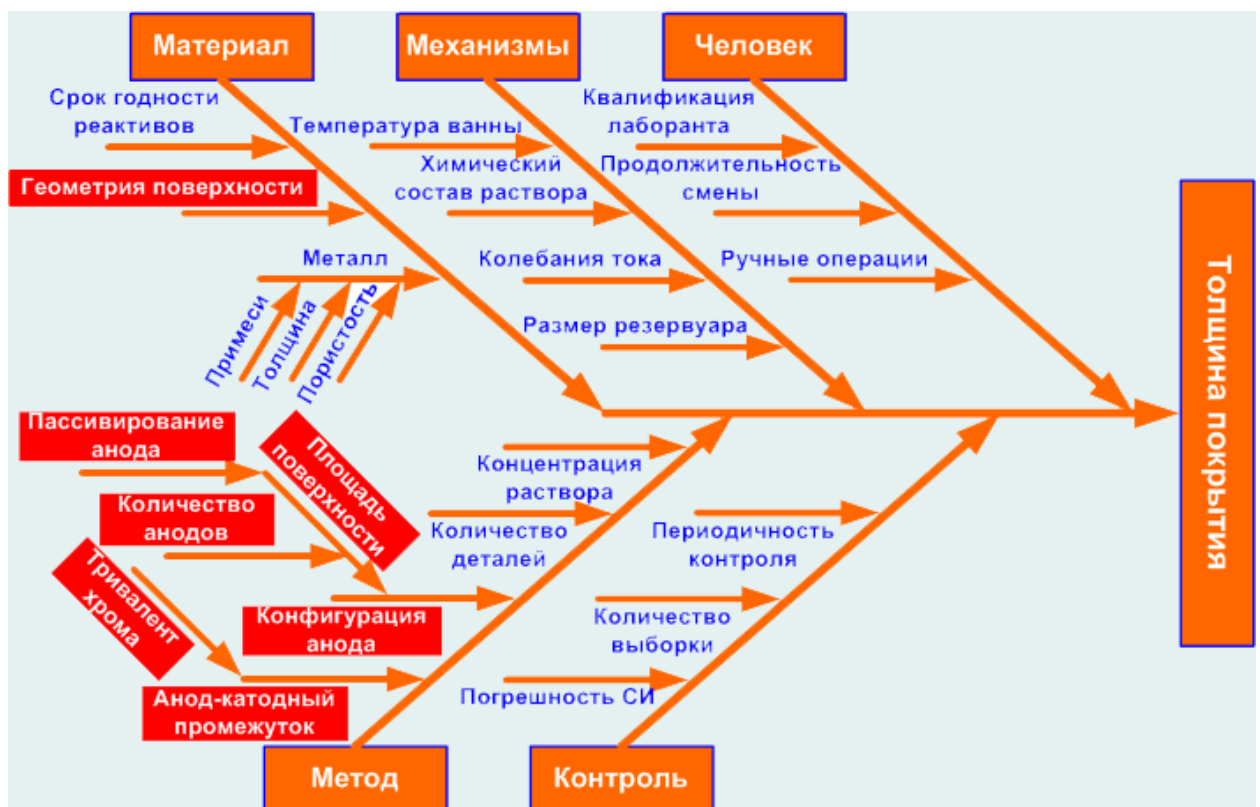 Материал
Механизмы
Человек
Срок годности
реактивов
Температура ванны
Квалификация
лаборанта
Геометрия поверхности
Химический
состав раствора
Продолжительность
смены
Металл
Колебания тока
Ручные операции
Примеси
Толщина
Пористость
Размер резервуара
Толщина покрытия
Пассивирование
анода
Площадь
поверхности
Концентрация
раствора
Количество
анодов
Количество
деталей
Периодичность
контроля
Тривалент
хрома
Конфигурация
анода
Количество
выборки
Анод-катодный
промежуток
Погрешность СИ
Метод
Контроль